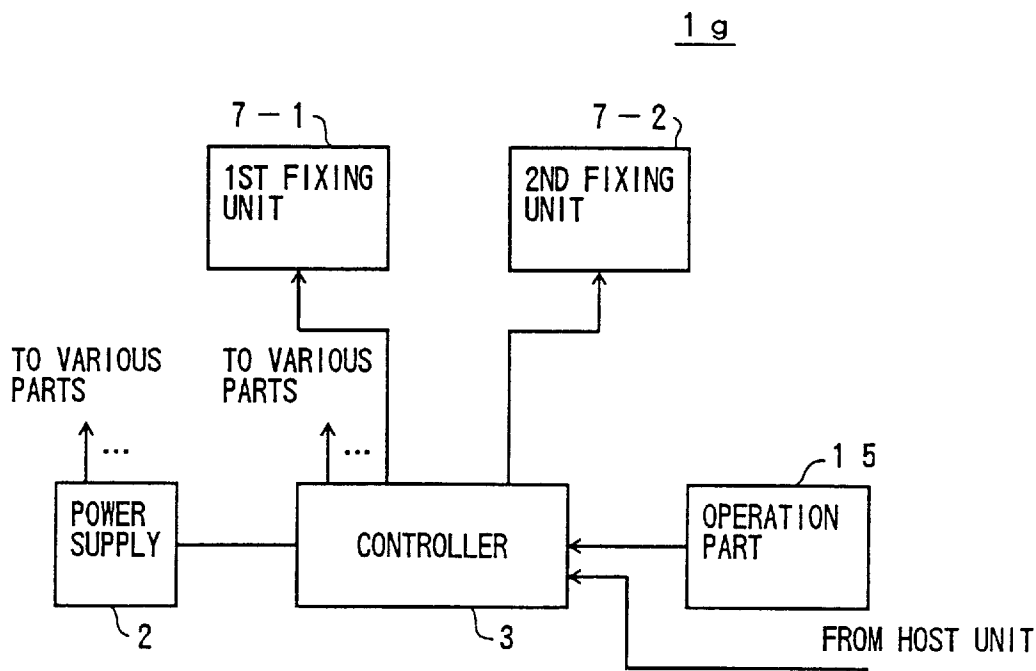 1g
7-1
7-2
1ST FIXING
UNIT
2ND FIXING
UNIT
TO VARIOUS
PARTS
TO VARIOUS
PARTS
...
...
15
POWER
SUPPLY
CONTROLLER
OPERATION
PART
2
3
FROM HOST UNIT